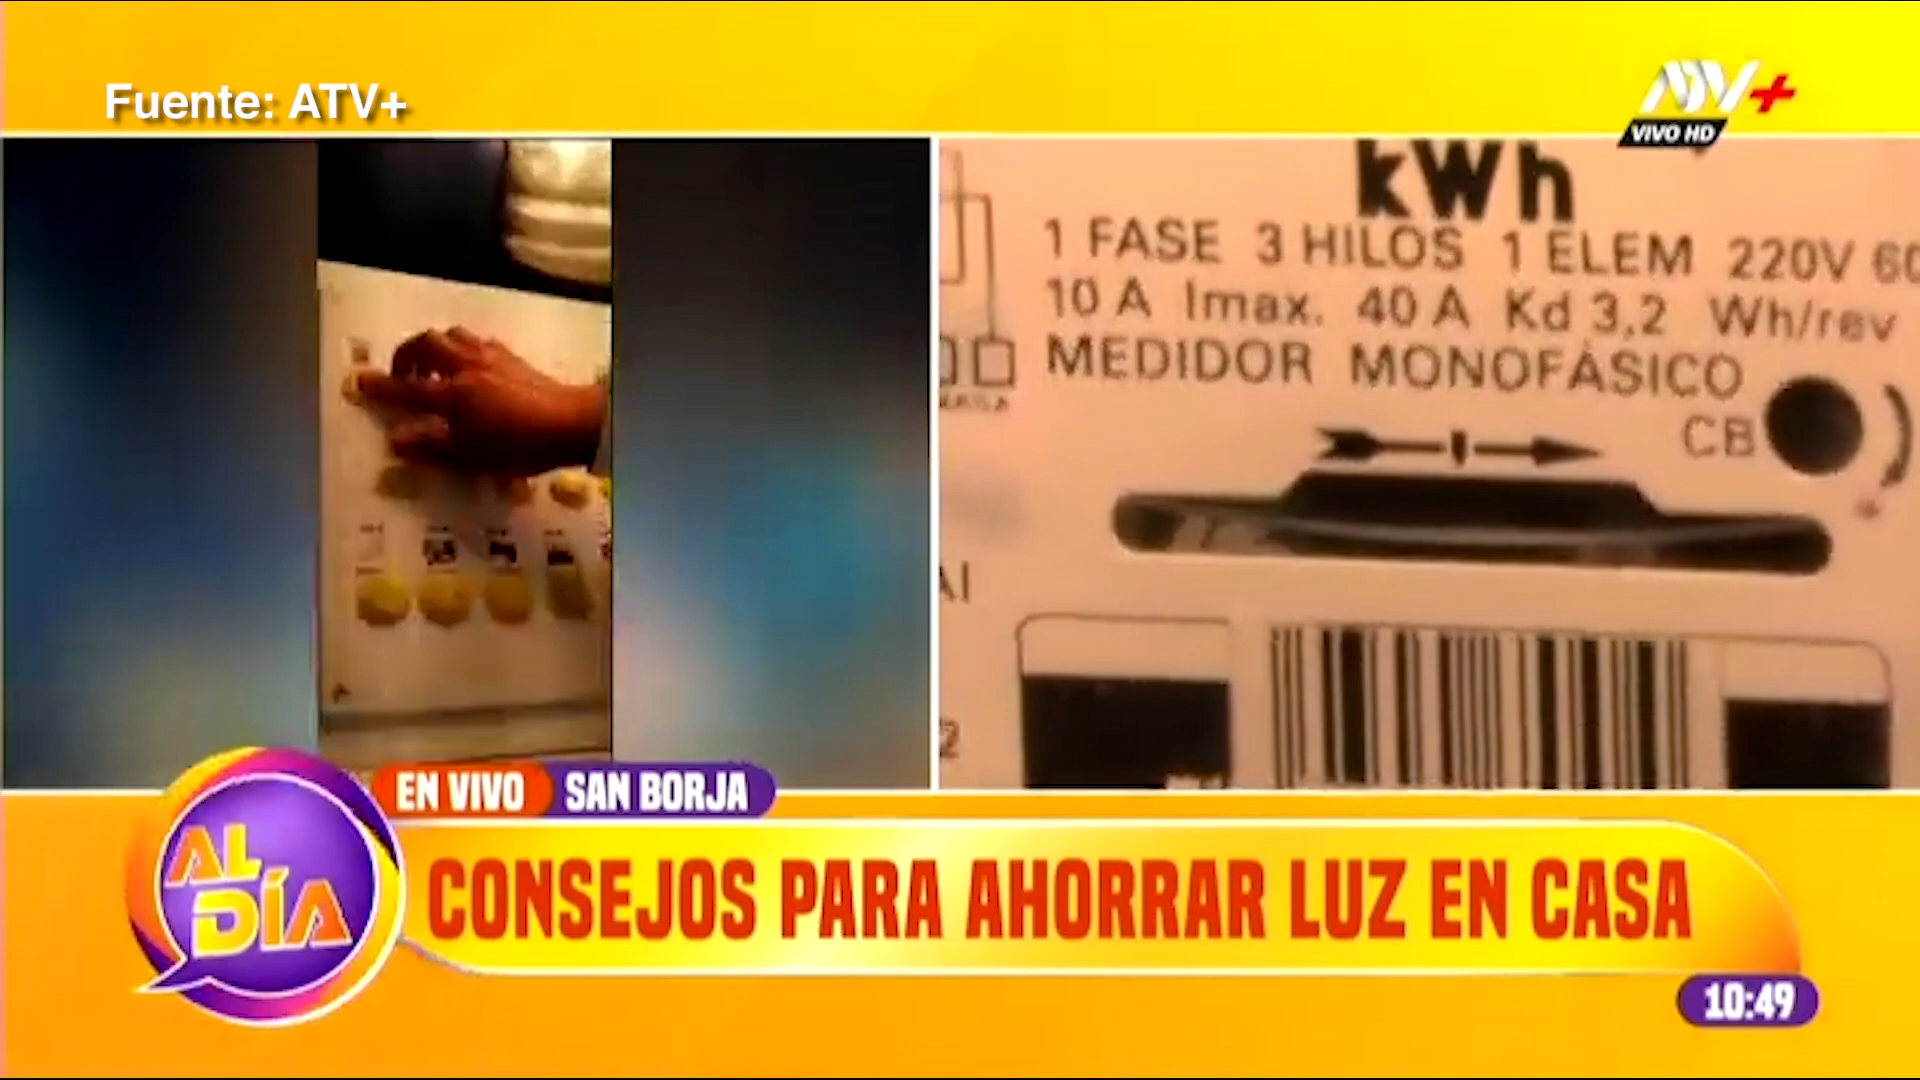 Fuente: ATV+
ATV+
VIVO HD
kWh
1 FASE 3 HILOS 1 ELEM 220V 60
10 A Imax. 40 A Kd 3,2 Wh/rev
MEDIDOR MONOFÁSICO
CB
EN VIVO SAN BORJA
AL DÍA
CONSEJOS PARA AHORRAR LUZ EN CASA
10:49